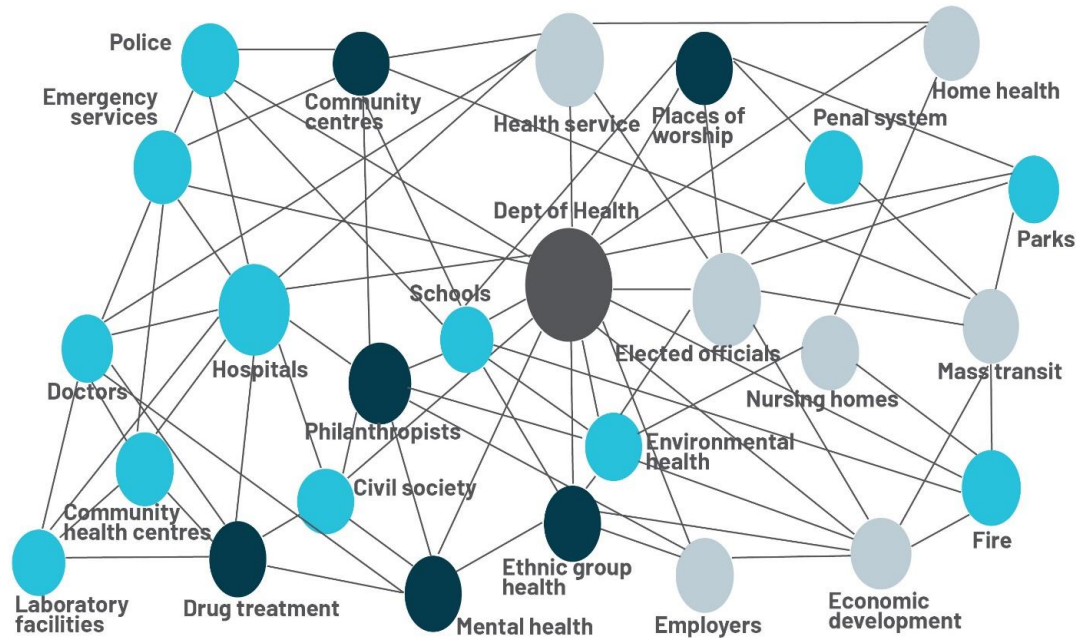 Police
Emergency
services
Community
centres
Health service
Places of
worship
Penal system
Home health
Parks
Dept of Health
Schools
Hospitals
Doctors
Elected officials
Nursing homes
Mass transit
Philanthropists
Environmental
health
Civil society
Community
health centres
Fire
Ethnic group
health
Laboratory
facilities
Drug treatment
Mental health
Employers
Economic
development